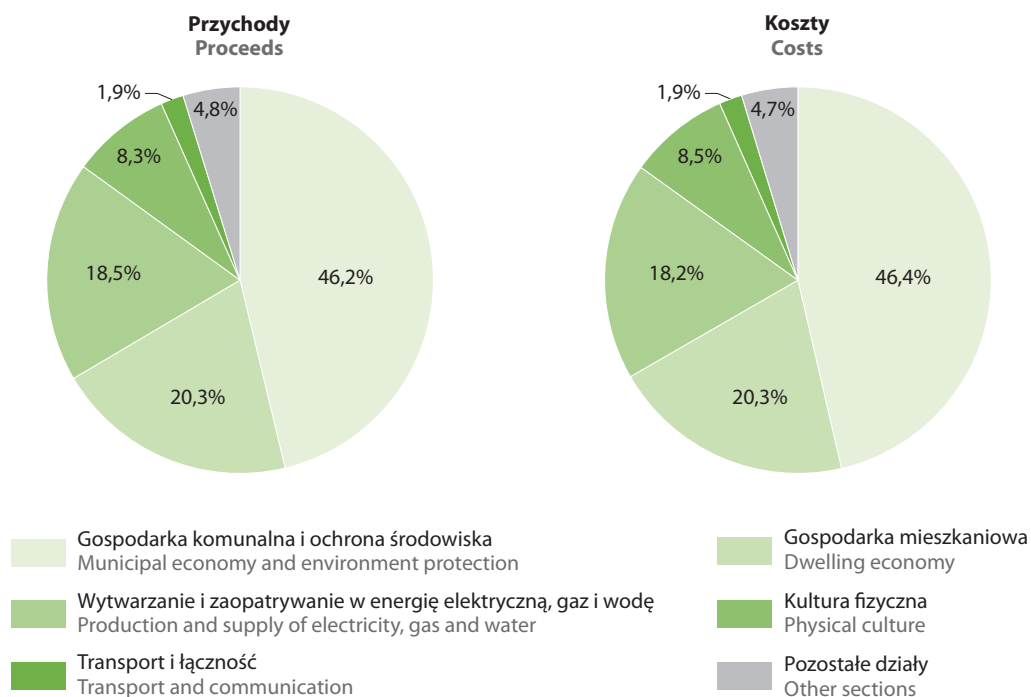 Przychody
Proceeds
1,9%
4,8%
8,3%
18,5%
46,2%
20,3%
Koszty
Costs
1,9%
4,7%
8,5%
18,2%
46,4%
20,3%
Gospodarka komunalna i ochrona środowiska
Municipal economy and environment protection
Wytwarzanie i zaopatrywanie w energię elektryczną, gaz i wodę
Production and supply of electricity, gas and water
Transport i łączność
Transport and communication
Gospodarka mieszkaniowa
Dwelling economy
Kultura fizyczna
Physical culture
Pozostałe działy
Other sections